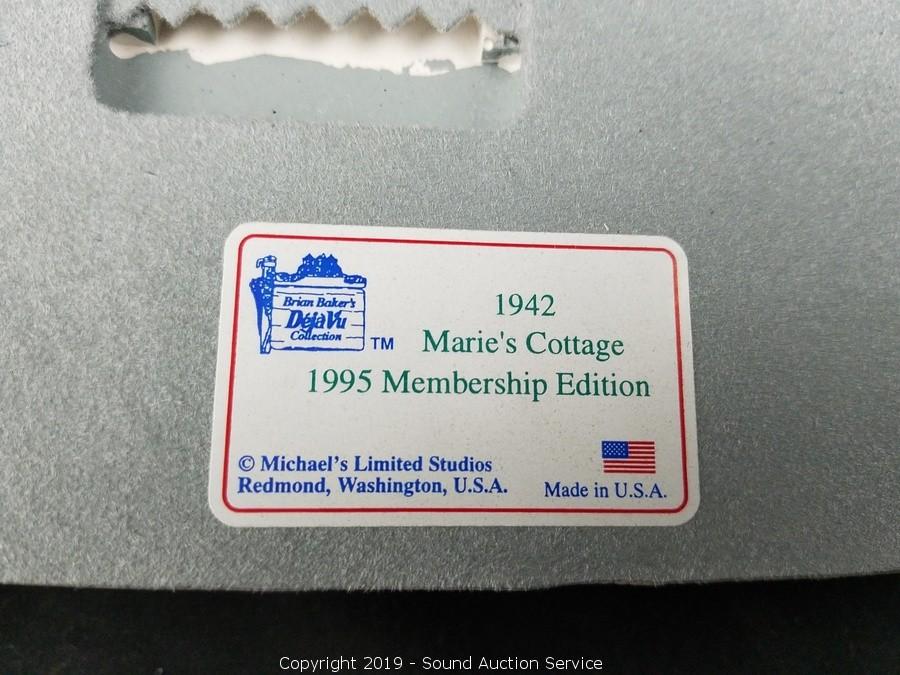 Brian Baker's
DéjàVu
Collection
TM
1942
Marie's Cottage
1995 Membership Edition
© Michael's Limited Studios
Redmond, Washington, U.S.A.
Made in U.S.A.
Copyright 2019 - Sound Auction Service